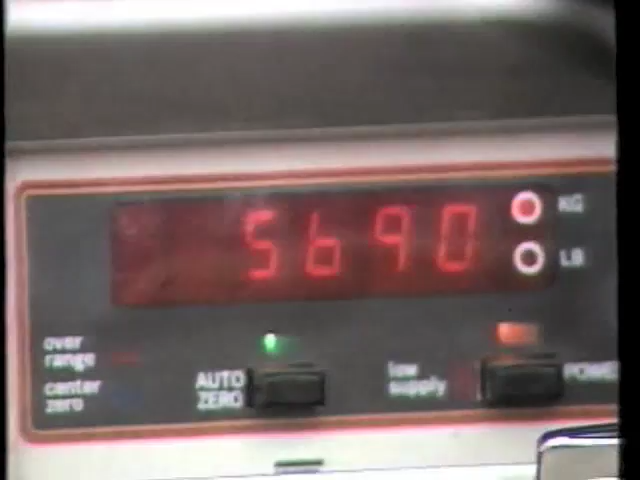 5690
KG
LB
over
range
center
zero
AUTO
ZERO
low
supply
POWE